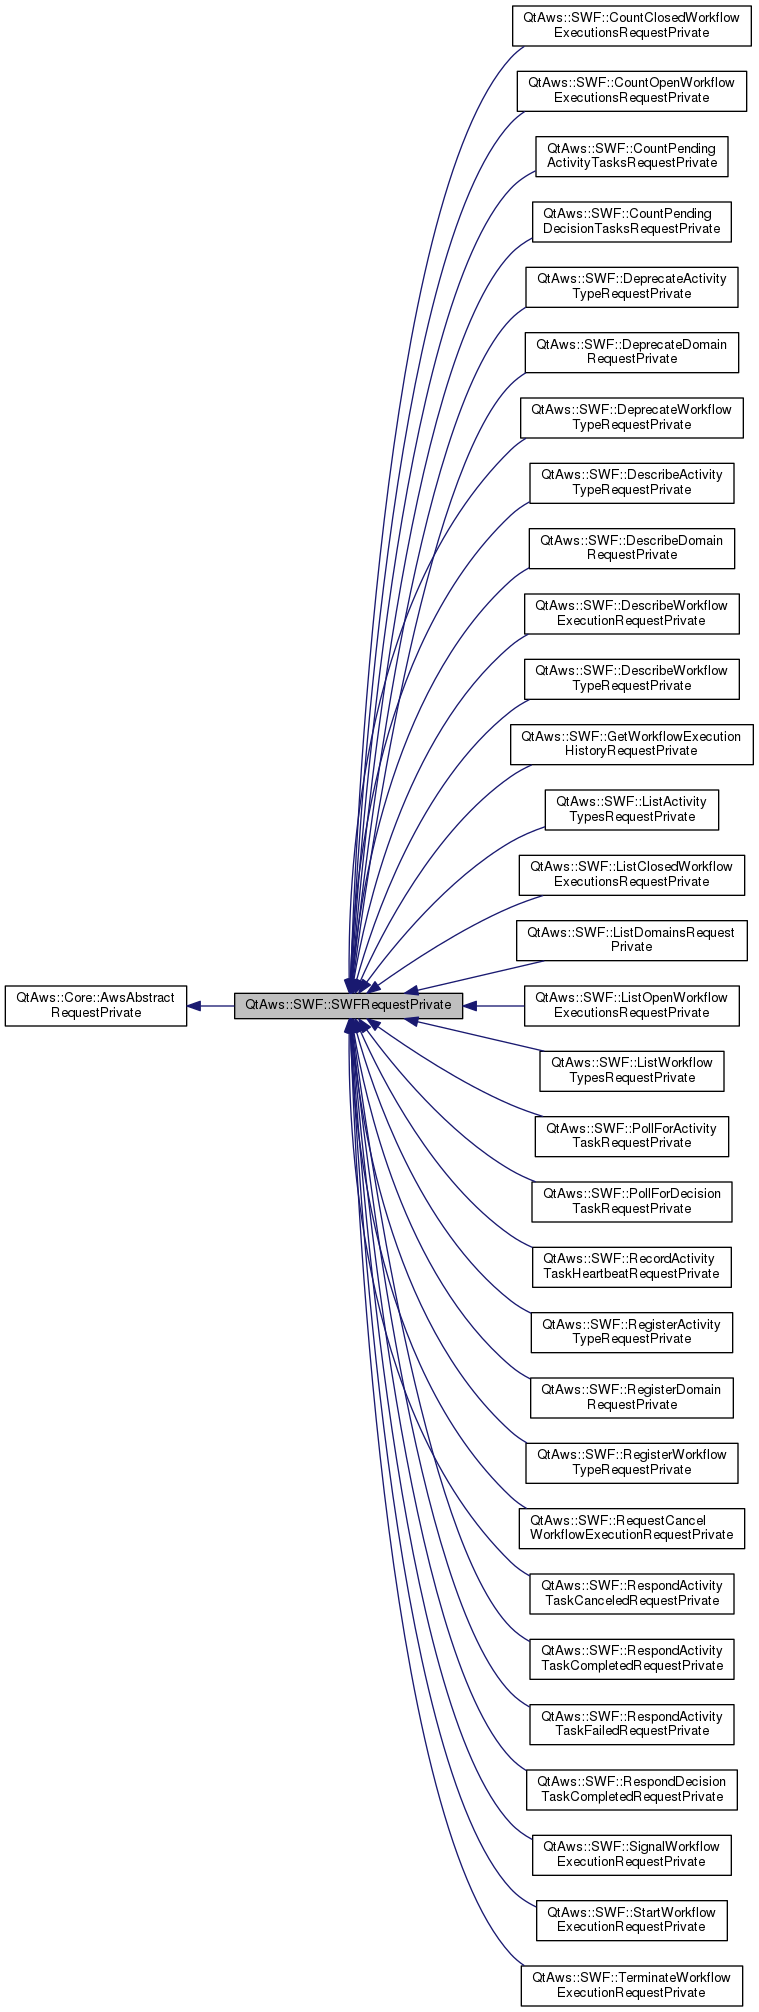 QtAws::SWF::CountClosedWorkflow
ExecutionsRequestPrivate
QtAws::SWF::CountOpenWorkflow
ExecutionsRequestPrivate
QtAws::SWF::CountPending
ActivityTasksRequestPrivate
QtAws::SWF::CountPending
DecisionTasksRequestPrivate
QtAws::SWF::DeprecateActivity
TypeRequestPrivate
QtAws::SWF::DeprecateDomain
RequestPrivate
QtAws::SWF::DeprecateWorkflow
TypeRequestPrivate
QtAws::SWF::DescribeActivity
TypeRequestPrivate
QtAws::SWF::DescribeDomain
RequestPrivate
QtAws::SWF::DescribeWorkflow
ExecutionRequestPrivate
QtAws::SWF::DescribeWorkflow
TypeRequestPrivate
QtAws::SWF::GetWorkflowExecution
HistoryRequestPrivate
QtAws::SWF::ListActivity
TypesRequestPrivate
QtAws::SWF::ListClosedWorkflow
ExecutionsRequestPrivate
QtAws::SWF::ListDomainsRequest
Private
QtAws::Core::AwsAbstract
RequestPrivate
QtAws::SWF::SWFRequestPrivate
QtAws::SWF::ListOpenWorkflow
ExecutionsRequestPrivate
QtAws::SWF::ListWorkflow
TypesRequestPrivate
QtAws::SWF::PollForActivity
TaskRequestPrivate
QtAws::SWF::PollForDecision
TaskRequestPrivate
QtAws::SWF::RecordActivity
TaskHeartbeatRequestPrivate
QtAws::SWF::RegisterActivity
TypeRequestPrivate
QtAws::SWF::RegisterDomain
RequestPrivate
QtAws::SWF::RegisterWorkflow
TypeRequestPrivate
QtAws::SWF::RequestCancel
WorkflowExecutionRequestPrivate
QtAws::SWF::RespondActivity
TaskCanceledRequestPrivate
QtAws::SWF::RespondActivity
TaskCompletedRequestPrivate
QtAws::SWF::RespondActivity
TaskFailedRequestPrivate
QtAws::SWF::RespondDecision
TaskCompletedRequestPrivate
QtAws::SWF::SignalWorkflow
ExecutionRequestPrivate
QtAws::SWF::StartWorkflow
ExecutionRequestPrivate
QtAws::SWF::TerminateWorkflow
ExecutionRequestPrivate